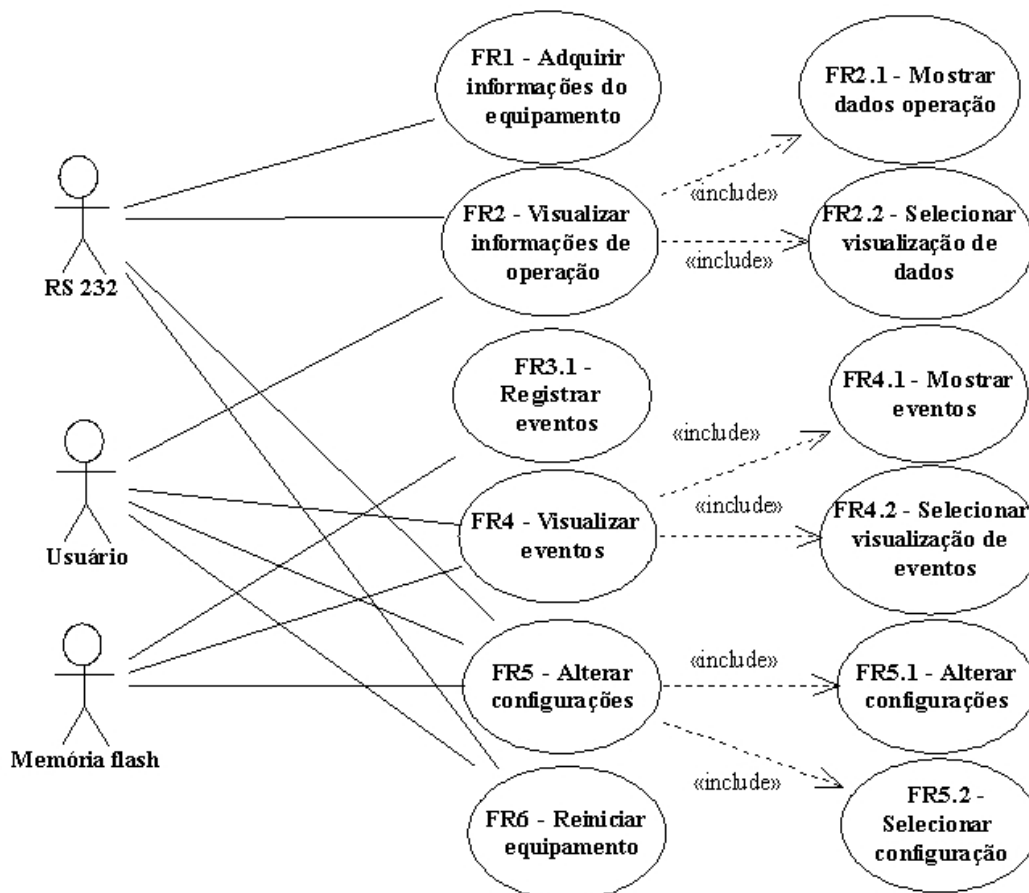 FR1 - Adquirir
informações do
equipamento
FR2.1 - Mostrar
dados operação
«include»
RS 232
FR2 - Visualizar
informações de
operação
«include»
FR2.2 - Selecionar
visualização de
dados
FR3.1 -
Registrar
eventos
FR4.1 - Mostrar
eventos
«include»
Usuário
FR4 - Visualizar
eventos
«include»
FR4.2 - Selecionar
visualização de
eventos
Memória flash
FR5 - Alterar
configurações
«include»
FR5.1 - Alterar
configurações
«include»
FR5.2 -
Selecionar
configuração
FR6 - Reiniciar
equipamento